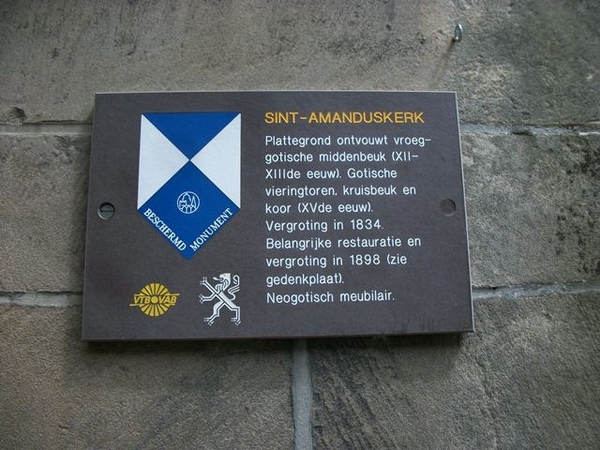 SINT-AMANDUSKERK
Plattegrond ontvouwt vroeg-
gotische middenbeuk (XII-
XIIIde eeuw). Gotische
vieringtoren, kruisbeuk en
koor (XVde eeuw).
Vergroting in 1834.
Belangrijke restauratie en
vergroting in 1898 (zie
gedenkplaat).
Neogotisch meubilair.
BESCHERMD
MONUMENT
VTB VAB